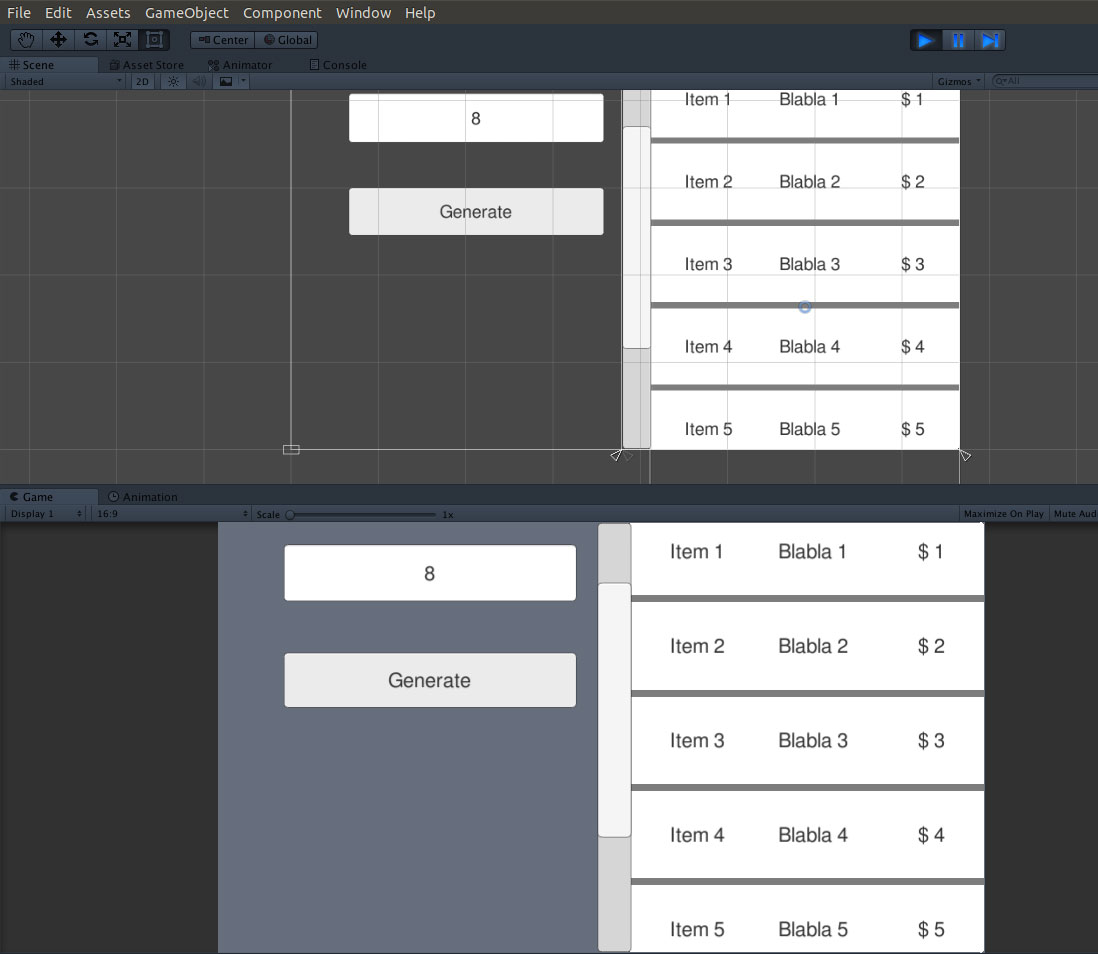 File Edit Assets GameObject Component Window Help
Center Global
Scene Asset Store Animator Console
Shaded 2D Gizmos All
Item 1 Blabla 1 $ 1
8
Item 2 Blabla 2 $ 2
Generate
Item 3 Blabla 3 $ 3
Item 4 Blabla 4 $ 4
Item 5 Blabla 5 $ 5
Game Animation
Display 1 16:9 Scale 1x Maximize On Play Mute Aud
Item 1 Blabla 1 $ 1
8
Item 2 Blabla 2 $ 2
Generate
Item 3 Blabla 3 $ 3
Item 4 Blabla 4 $ 4
Item 5 Blabla 5 $ 5